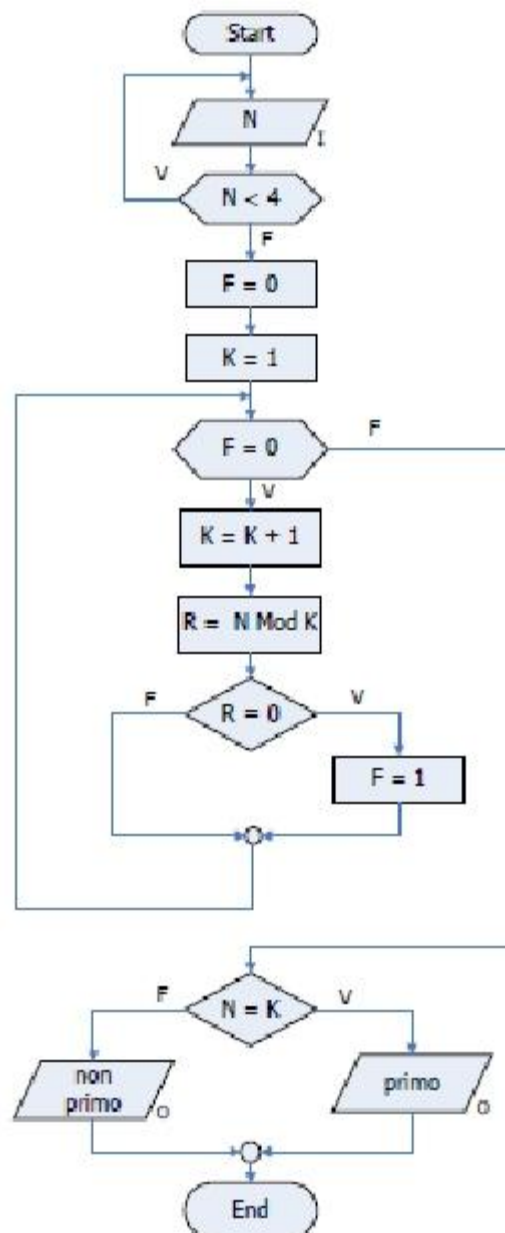 Start
N
I
V
N < 4
F
F = 0
K = 1
F = 0
F
V
K = K + 1
R = N Mod K
F
R = 0
V
F = 1
F
N = K
V
non
primo
O
primo
O
End